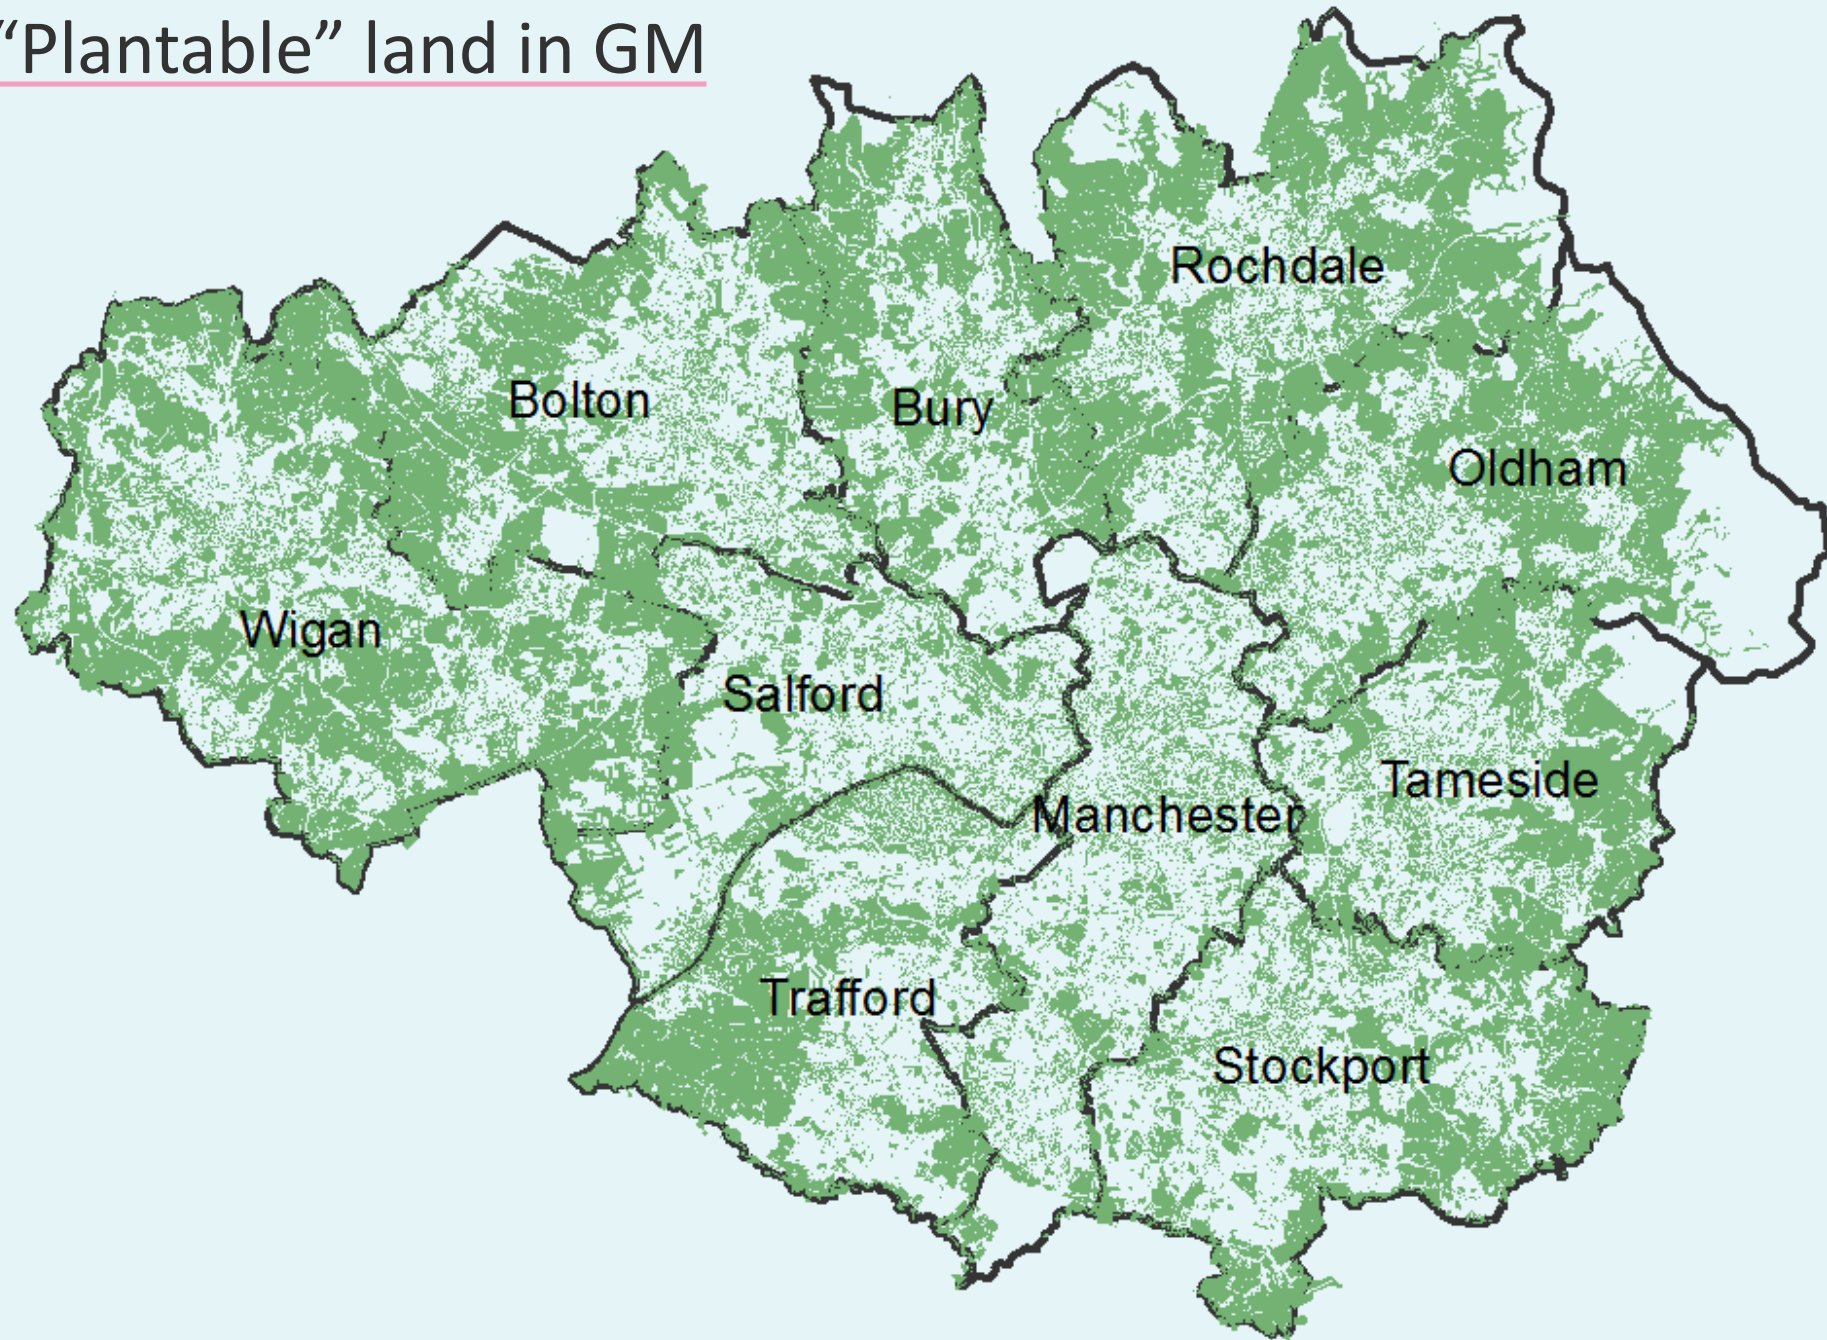 “Plantable” land in GM
Rochdale
Bolton
Bury
Oldham
Wigan
Salford
Tameside
Manchester
Trafford
Stockport